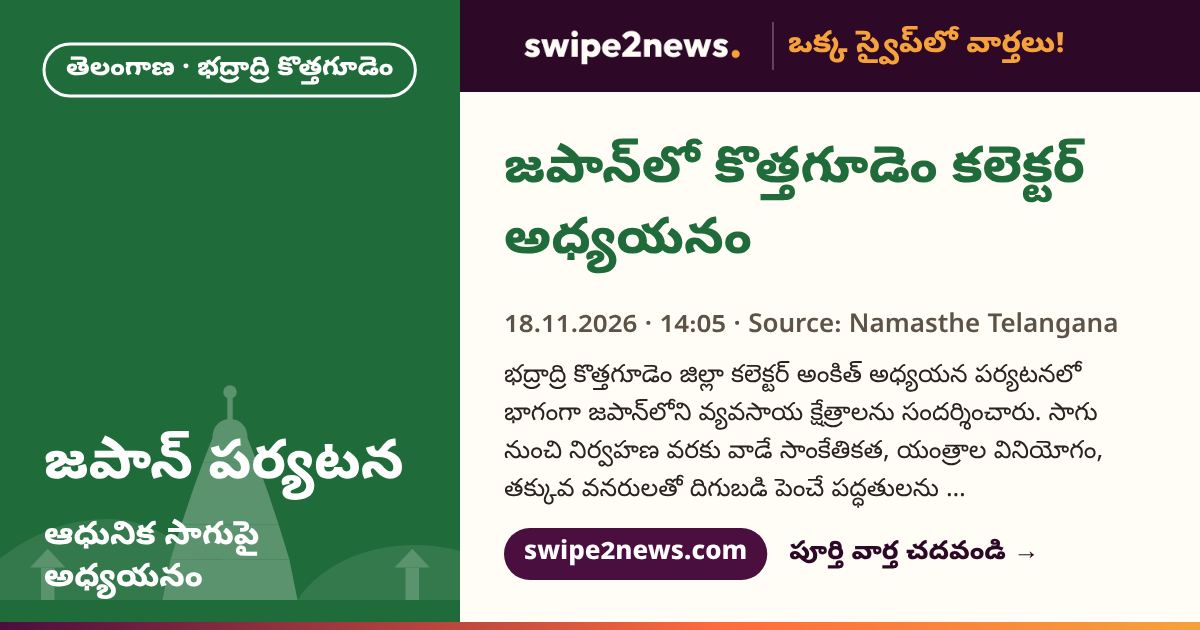 తెలంగాణ · భద్రాద్రి కొత్తగూడెం
జపాన్ పర్యటన
ఆధునిక సాగుపై
అధ్యయనం
swipe2news.
ఒక్క స్వైప్‌లో వార్తలు!
జపాన్‌లో కొత్తగూడెం కలెక్టర్
అధ్యయనం
18.11.2026 · 14:05 · Source: Namasthe Telangana
భద్రాద్రి కొత్తగూడెం జిల్లా కలెక్టర్ అంకిత్ అధ్యయన పర్యటనలో
భాగంగా జపాన్‌లోని వ్యవసాయ క్షేత్రాలను సందర్శించారు. సాగు
నుంచి నిర్వహణ వరకు వాడే సాంకేతికత, యంత్రాల వినియోగం,
తక్కువ వనరులతో దిగుబడి పెంచే పద్ధతులను ...
swipe2news.com
పూర్తి వార్త చదవండి →